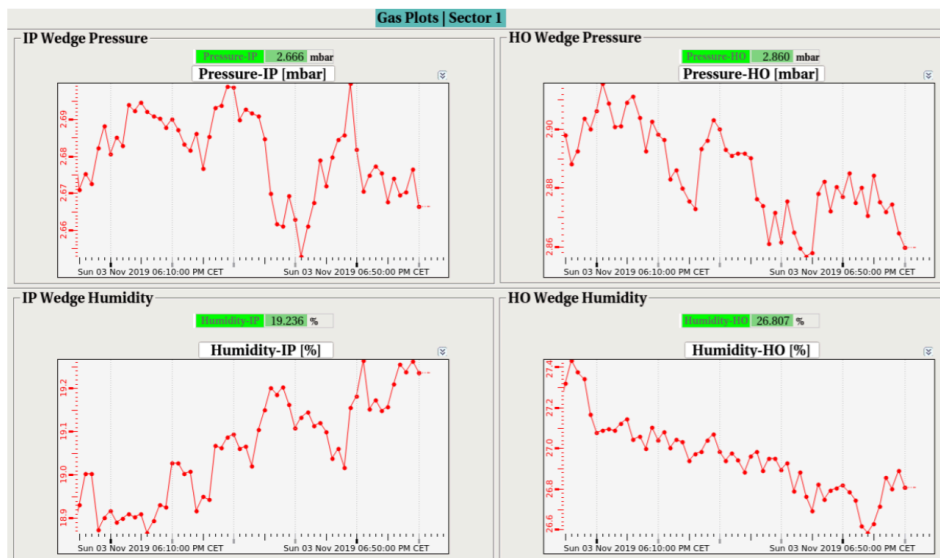 Gas Plots | Sector 1
IP Wedge Pressure
Pressure-IP 2.666 mbar
Pressure-IP [mbar]
2.69
2.68
2.67
2.66
Sun 03 Nov 2019 06:10:00 PM CET Sun 03 Nov 2019 06:50:00 PM CET
HO Wedge Pressure
Pressure-HO 2.860 mbar
Pressure-HO [mbar]
2.90
2.88
2.86
Sun 03 Nov 2019 06:10:00 PM CET Sun 03 Nov 2019 06:50:00 PM CET
IP Wedge Humidity
Humidity-IP 19.236 %
Humidity-IP [%]
19.2
19.1
19.0
18.9
Sun 03 Nov 2019 06:10:00 PM CET Sun 03 Nov 2019 06:50:00 PM CET
HO Wedge Humidity
Humidity-HO 26.807 %
Humidity-HO [%]
27.4
27.2
27.0
26.8
26.6
Sun 03 Nov 2019 06:10:00 PM CET Sun 03 Nov 2019 06:50:00 PM CET